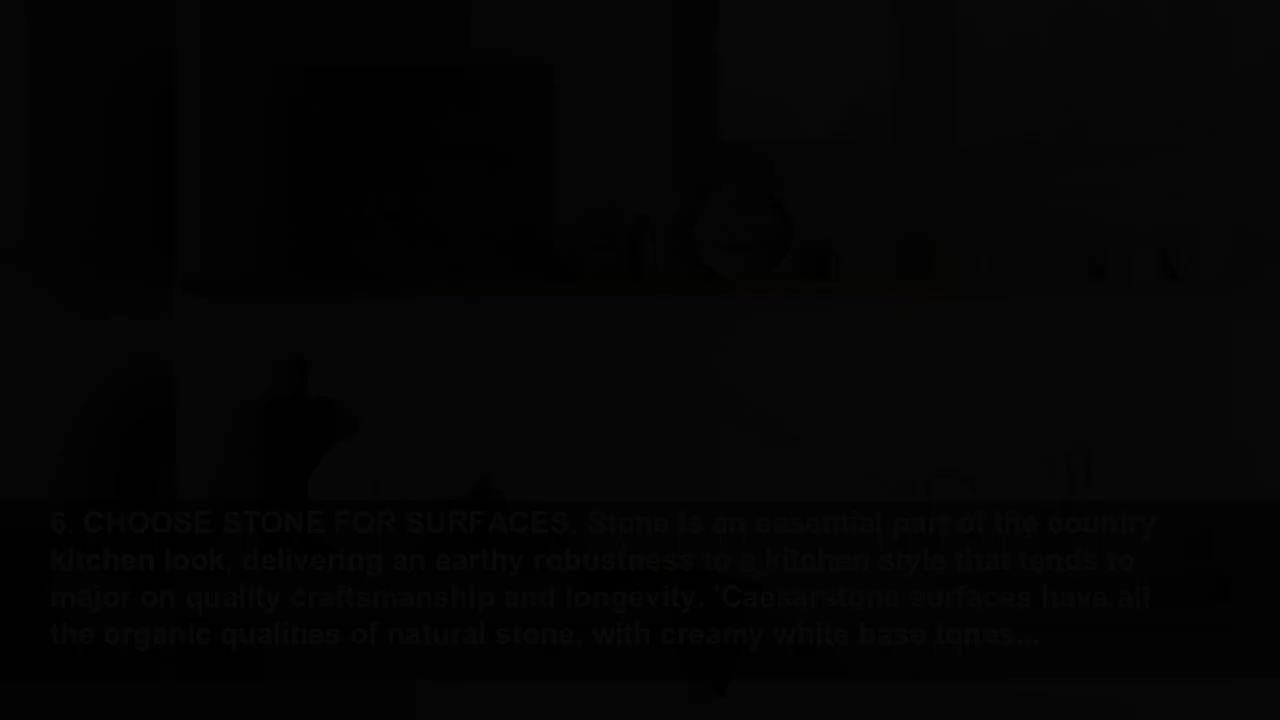 6. CHOOSE STONE FOR SURFACES. Stone is an essential part of the country
kitchen look, delivering an earthy robustness to a kitchen style that tends to
major on quality craftsmanship and longevity. 'Caesarstone surfaces have all
the organic qualities of natural stone, with creamy white base tones...